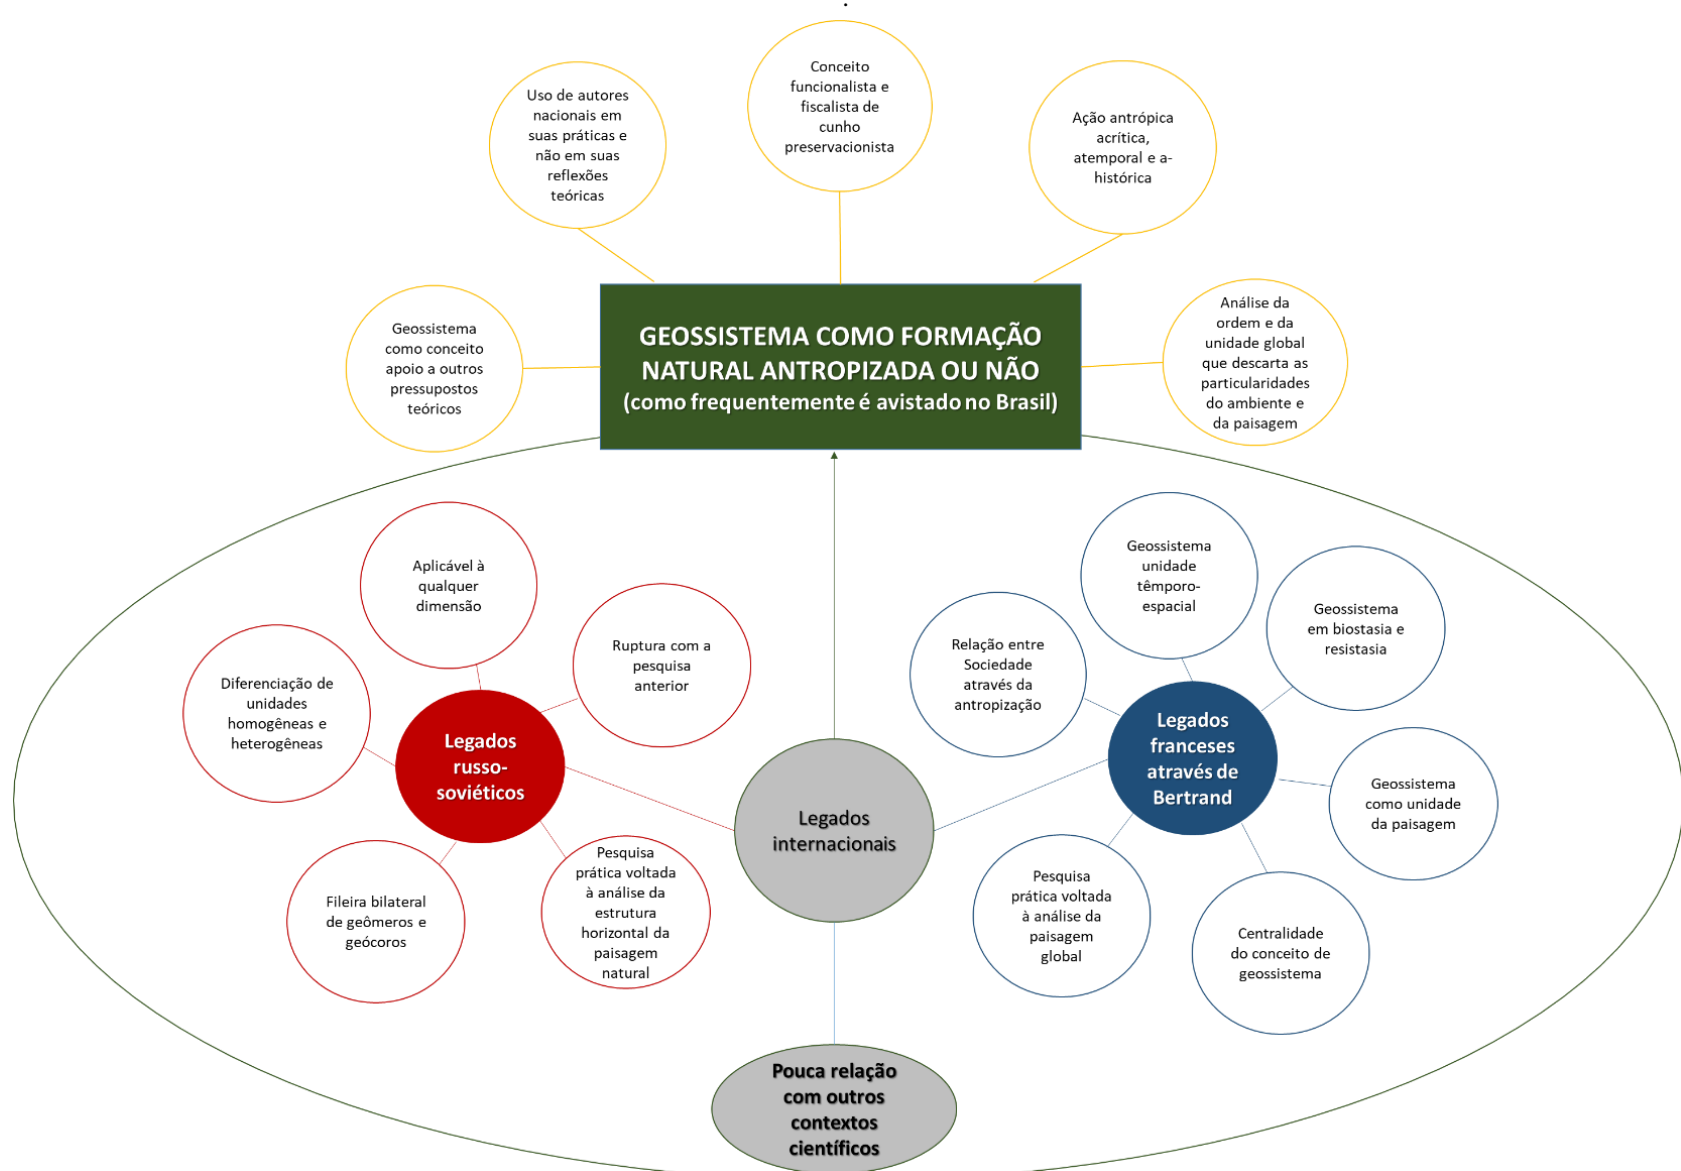 .
Conceito
funcionalista e
fiscalista de
cunho
preservacionista
Uso de autores
nacionais em
suas práticas e
não em suas
reflexões
teóricas
Ação antrópica
acrítica,
atemporal e a-
histórica
Geossistema
como conceito
apoio a outros
pressupostos
teóricos
GEOSSISTEMA COMO FORMAÇÃO
NATURAL ANTROPIZADA OU NÃO
(como frequentemente é avistado no Brasil)
Análise da
ordem e da
unidade global
que descarta as
particularidades
do ambiente e
da paisagem
Aplicável à
qualquer
dimensão
Ruptura com a
pesquisa
anterior
Diferenciação de
unidades
homogêneas e
heterogêneas
Legados
russo-
soviéticos
Fileira bilateral
de geômeros e
geócoros
Pesquisa
prática voltada
à análise da
estrutura
horizontal da
paisagem
natural
Legados
internacionais
Geossistema
unidade
têmporo-
espacial
Geossistema
em biostasia e
resistasia
Relação entre
Sociedade
através da
antropização
Legados
franceses
através de
Bertrand
Geossistema
como unidade
da paisagem
Pesquisa
prática voltada
à análise da
paisagem
global
Centralidade
do conceito de
geossistema
Pouca relação
com outros
contextos
científicos